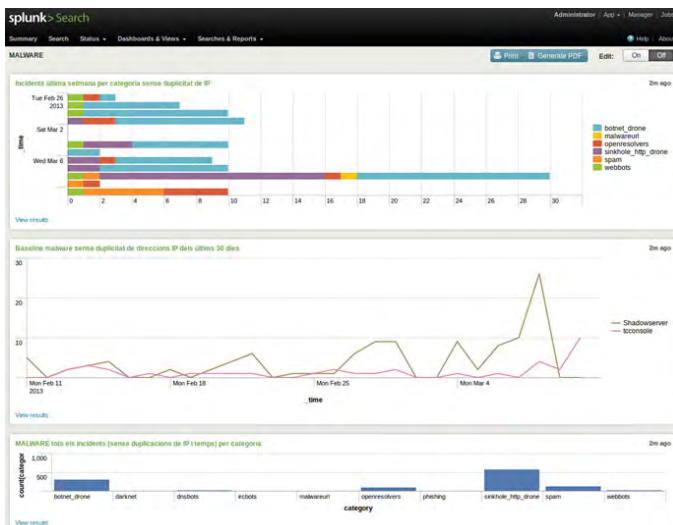 splunk> Search
Administrator | App | Manager | Jobs
Summary Search Status Dashboards & Views Searches & Reports
Help | About
MALWARE
Print Generate PDF Edit: On Off
Incidents última setmana per categoria sense duplicitat de IP
2m ago
Tue Feb 26
2013
Sat Mar 2
Wed Mar 6
_time
0 2 4 6 8 10 12 14 16 18 20 22 24 26 28 30
botnet_drone
malwareurl
openresolvers
sinkhole_http_drone
spam
webbots
View results
Baseline malware sense duplicitat de direccions IP dels últims 30 dies
2m ago
30
20
10
Mon Feb 11
2013
Mon Feb 18
Mon Feb 25
Mon Mar 4
_time
Shadowserver
tcconsole
View results
MALWARE tots els incidents (sense duplicacions de IP i temps) per categoria
2m ago
count(categor
1,000
500
botnet_drone darknet dnsbots ircbots malwareurl openresolvers phishing sinkhole_http_drone spam webbots
category
View results